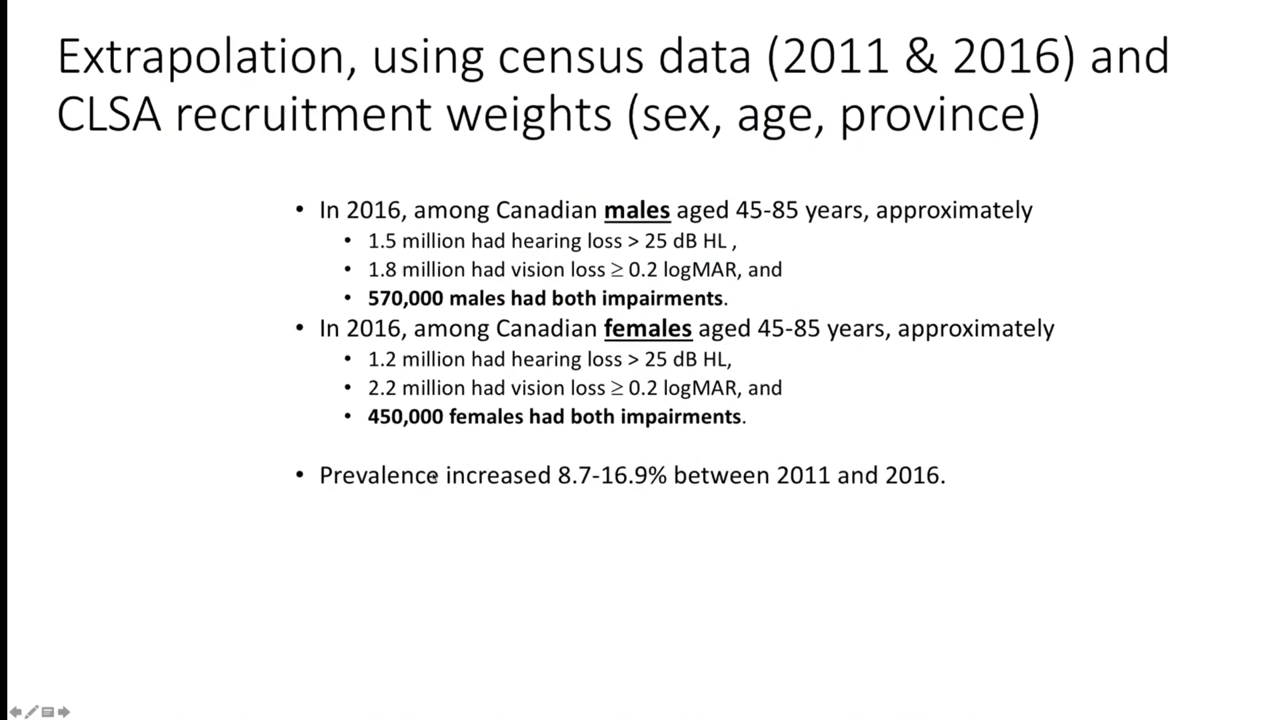 Extrapolation, using census data (2011 & 2016) and
CLSA recruitment weights (sex, age, province)
• In 2016, among Canadian males aged 45-85 years, approximately
• 1.5 million had hearing loss > 25 dB HL ,
• 1.8 million had vision loss ≥ 0.2 logMAR, and
• 570,000 males had both impairments.
• In 2016, among Canadian females aged 45-85 years, approximately
• 1.2 million had hearing loss > 25 dB HL,
• 2.2 million had vision loss ≥ 0.2 logMAR, and
• 450,000 females had both impairments.
• Prevalence increased 8.7-16.9% between 2011 and 2016.